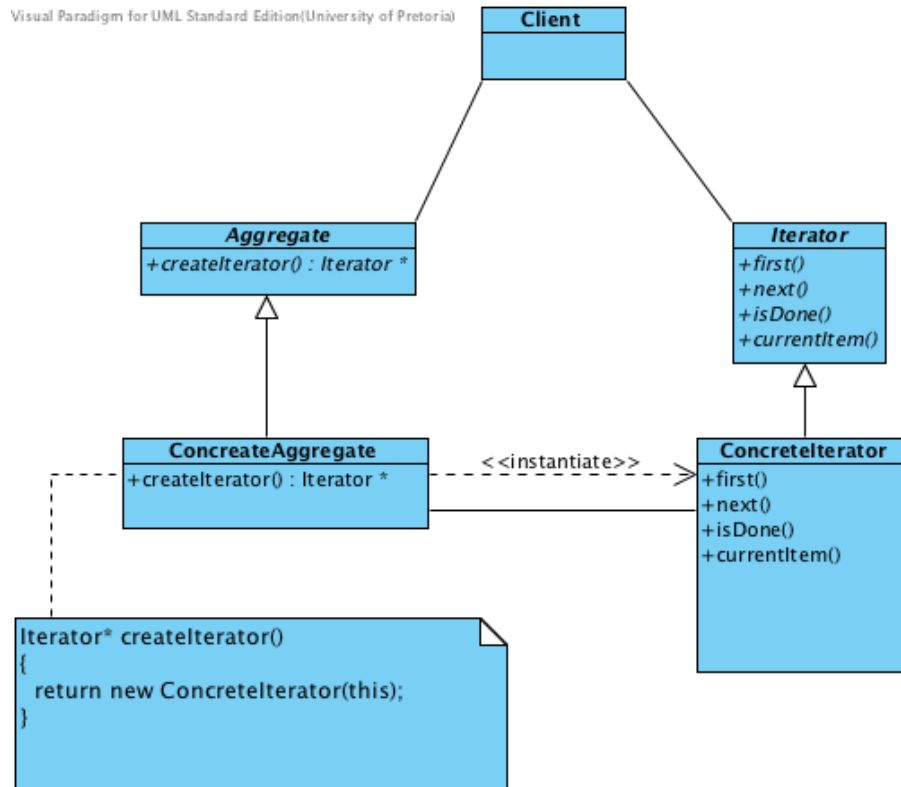 Visual Paradigm for UML Standard Edition(University of Pretoria)
Client
Aggregate
+createIterator() : Iterator *
Iterator
+first()
+next()
+isDone()
+currentItem()
ConcreateAggregate
+createIterator() : Iterator *
<<instantiate>>
ConcreteIterator
+first()
+next()
+isDone()
+currentItem()
Iterator* createIterator()
{
return new ConcreteIterator(this);
}